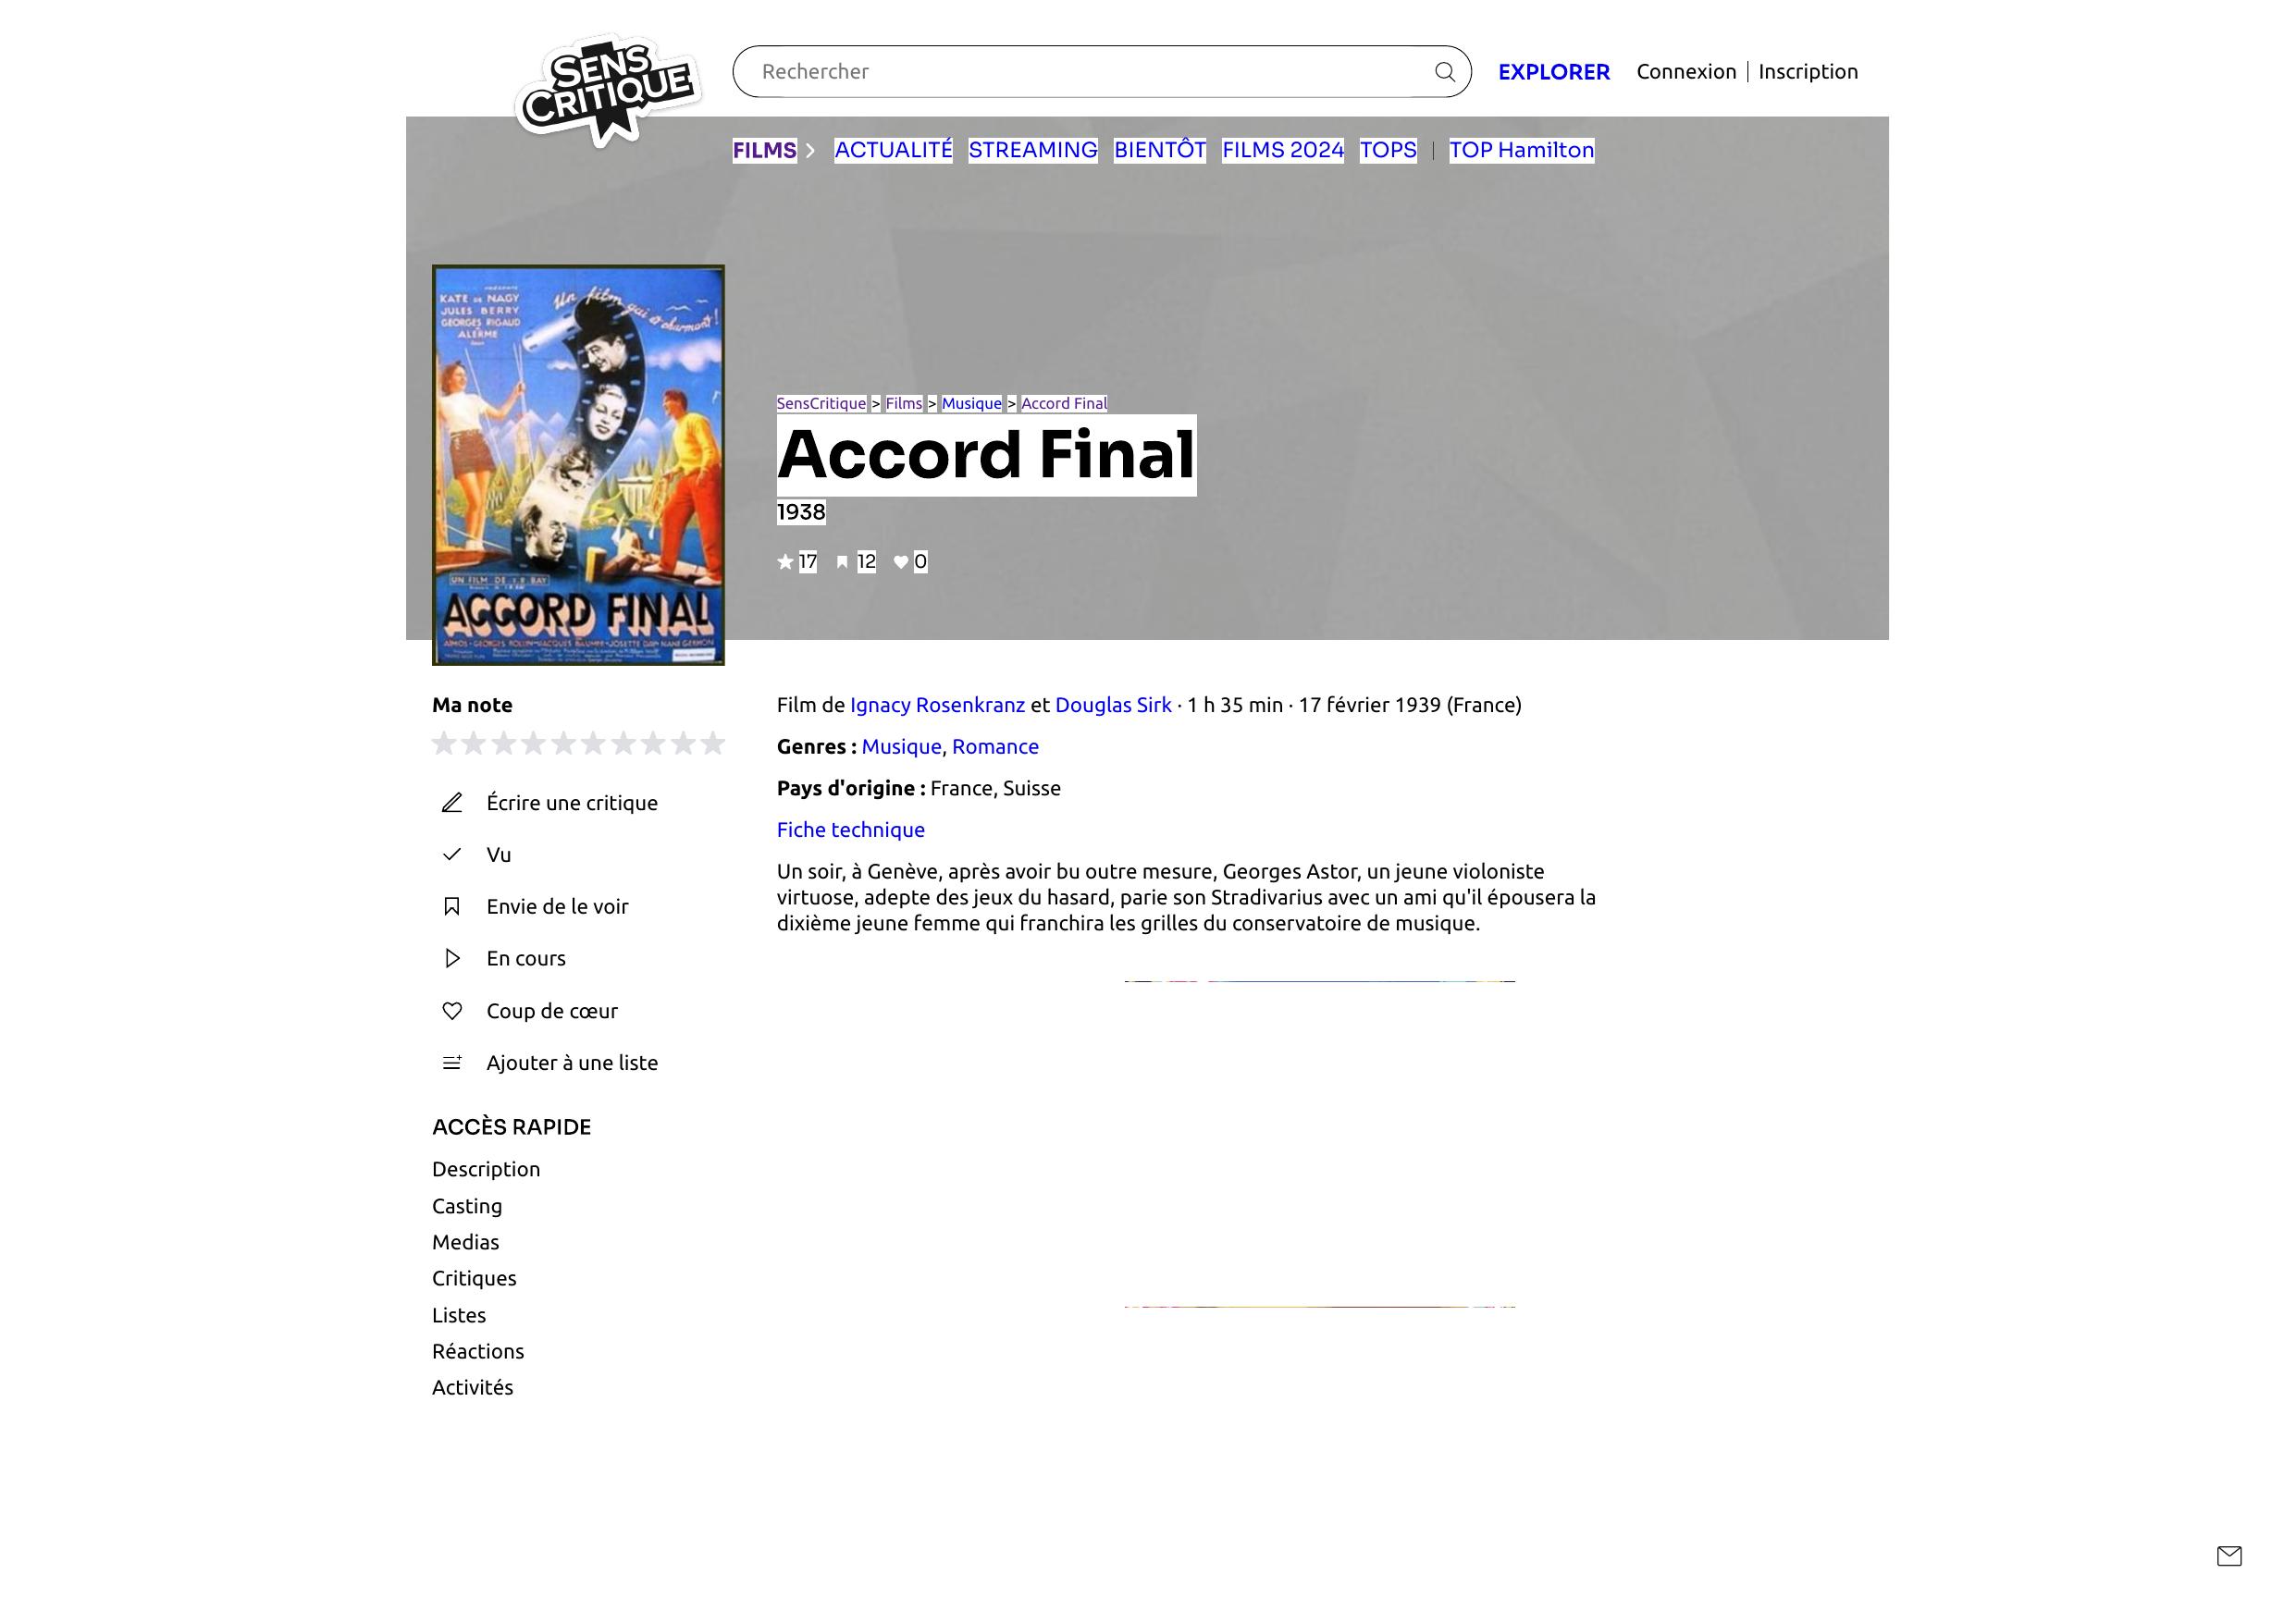 SENS
CRITIQUE
Rechercher
EXPLORER
Connexion | Inscription
FILMS
ACTUALITÉ
STREAMING
BIENTÔT
FILMS 2024
TOPS
TOP Hamilton
KATE DE NAGY
JULES BERRY
GEORGES RIGAUD
ALERME
Un film gai et charmant!
UN FILM DE I.R. BAY
ACCORD FINAL
SensCritique > Films > Musique > Accord Final
Accord Final
1938
17 12 0
Ma note
Écrire une critique
Vu
Envie de le voir
En cours
Coup de cœur
Ajouter à une liste
ACCÈS RAPIDE
Description
Casting
Medias
Critiques
Listes
Réactions
Activités
Film de Ignacy Rosenkranz et Douglas Sirk · 1 h 35 min · 17 février 1939 (France)
Genres : Musique, Romance
Pays d'origine : France, Suisse
Fiche technique
Un soir, à Genève, après avoir bu outre mesure, Georges Astor, un jeune violoniste
virtuose, adepte des jeux du hasard, parie son Stradivarius avec un ami qu'il épousera la
dixième jeune femme qui franchira les grilles du conservatoire de musique.